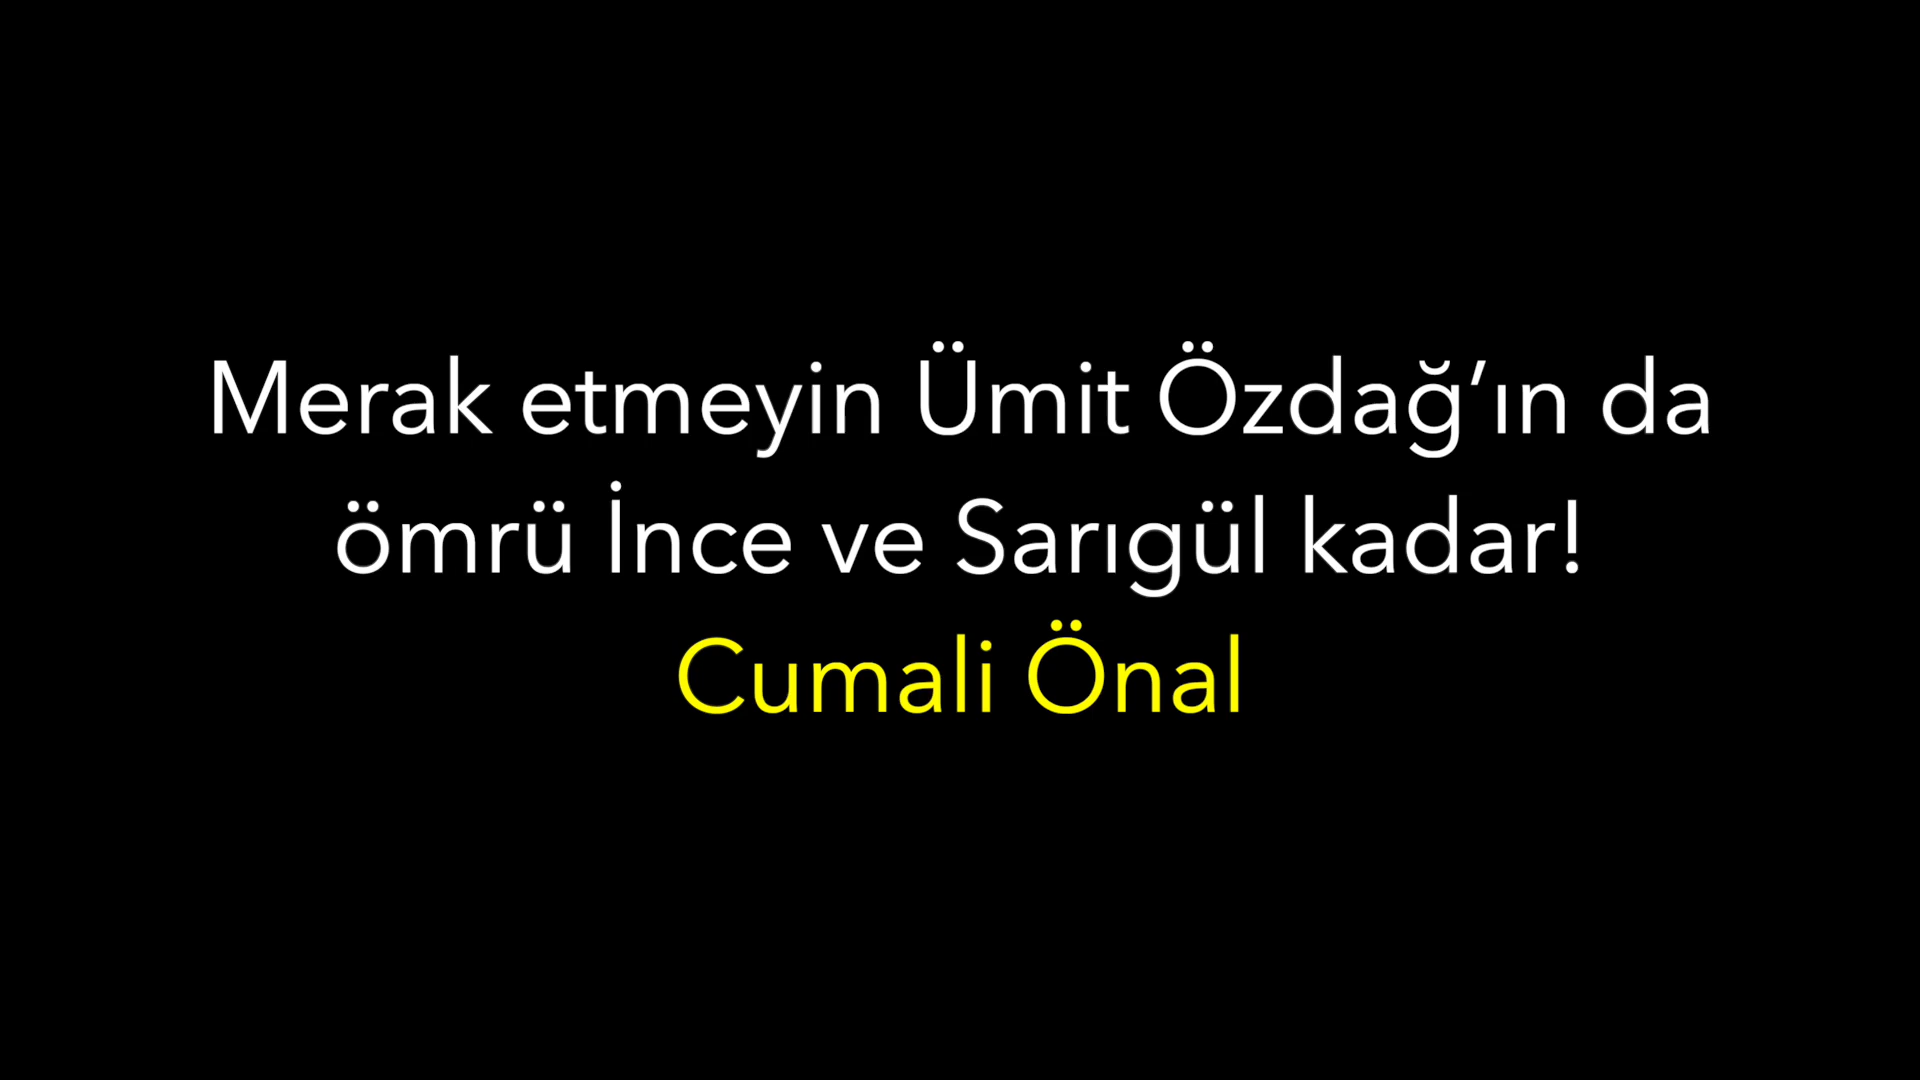 Merak etmeyin Ümit Özdağ’ın da
ömrü İnce ve Sarıgül kadar!
Cumali Önal